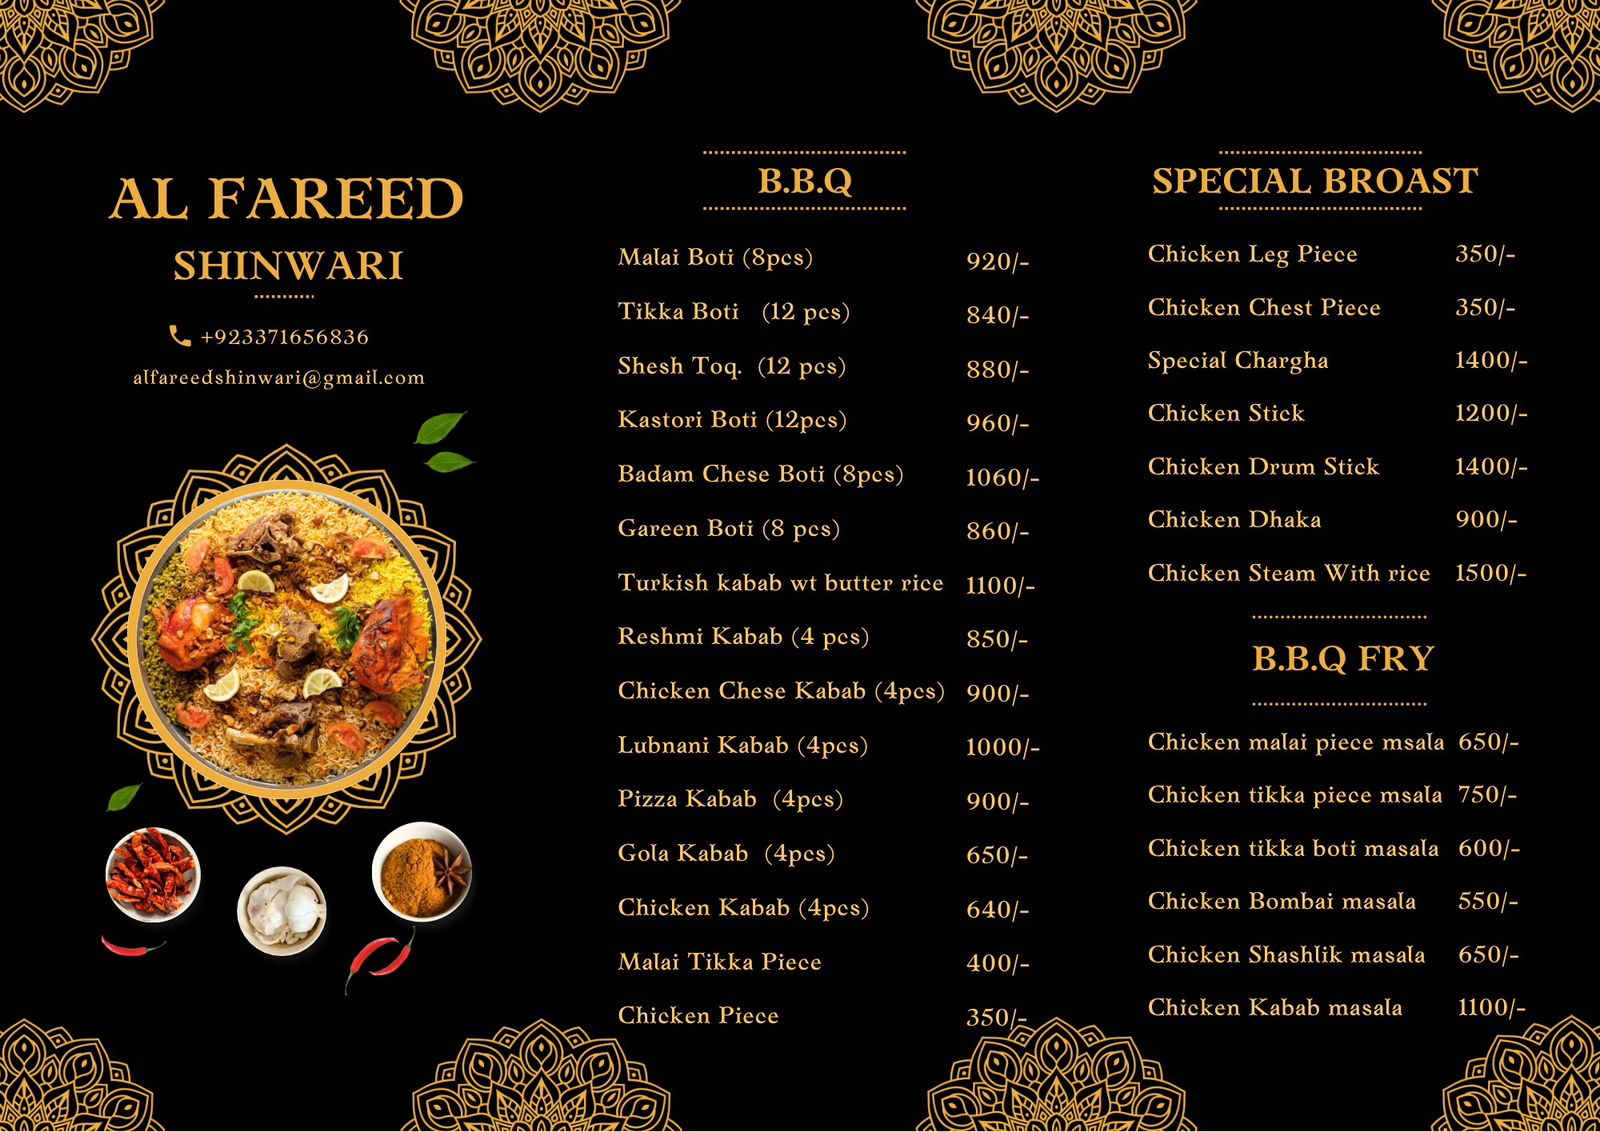 AL FAREED
SHINWARI
+923371656836
alfareedshinwari@gmail.com
B.B.Q
Malai Boti (8pcs) 920/-
Tikka Boti (12 pcs) 840/-
Shesh Toq. (12 pcs) 880/-
Kastori Boti (12pcs) 960/-
Badam Chese Boti (8pcs) 1060/-
Gareen Boti (8 pcs) 860/-
Turkish kabab wt butter rice 1100/-
Reshmi Kabab (4 pcs) 850/-
Chicken Chese Kabab (4pcs) 900/-
Lubnani Kabab (4pcs) 1000/-
Pizza Kabab (4pcs) 900/-
Gola Kabab (4pcs) 650/-
Chicken Kabab (4pcs) 640/-
Malai Tikka Piece 400/-
Chicken Piece 350/-
SPECIAL BROAST
Chicken Leg Piece 350/-
Chicken Chest Piece 350/-
Special Chargha 1400/-
Chicken Stick 1200/-
Chicken Drum Stick 1400/-
Chicken Dhaka 900/-
Chicken Steam With rice 1500/-
B.B.Q FRY
Chicken malai piece msala 650/-
Chicken tikka piece msala 750/-
Chicken tikka boti masala 600/-
Chicken Bombai masala 550/-
Chicken Shashlik masala 650/-
Chicken Kabab masala 1100/-